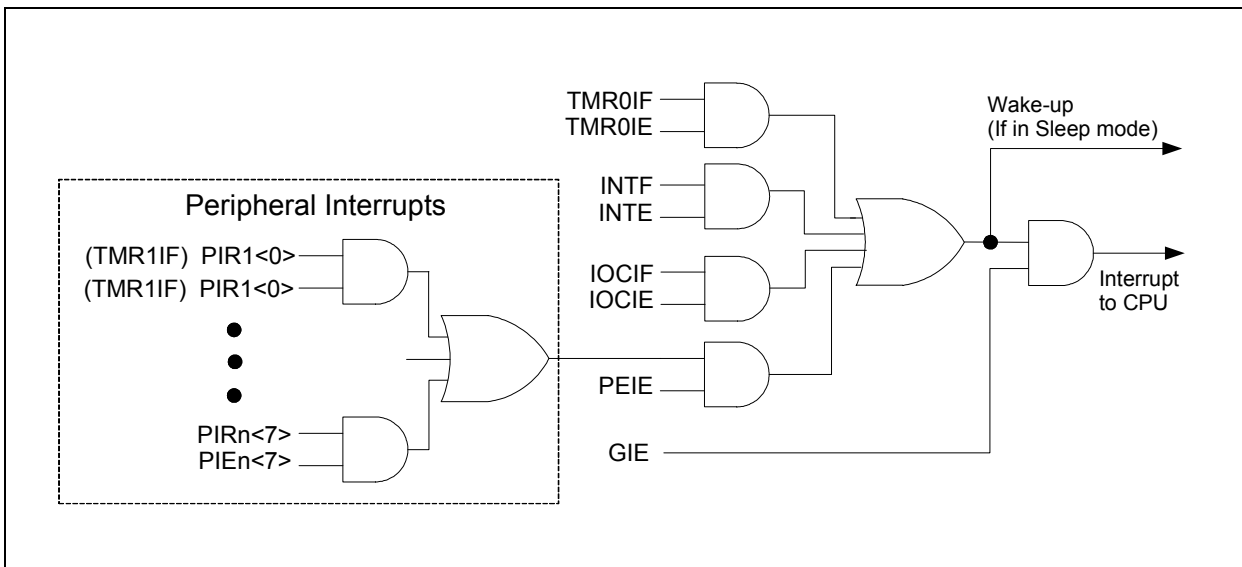 TMR0IF
TMR0IE
Wake-up
(If in Sleep mode)
INTF
INTE
Peripheral Interrupts
(TMR1IF) PIR1<0>
(TMR1IF) PIR1<0>
IOCIF
IOCIE
Interrupt
to CPU
PEIE
PIRn<7>
PIEn<7>
GIE